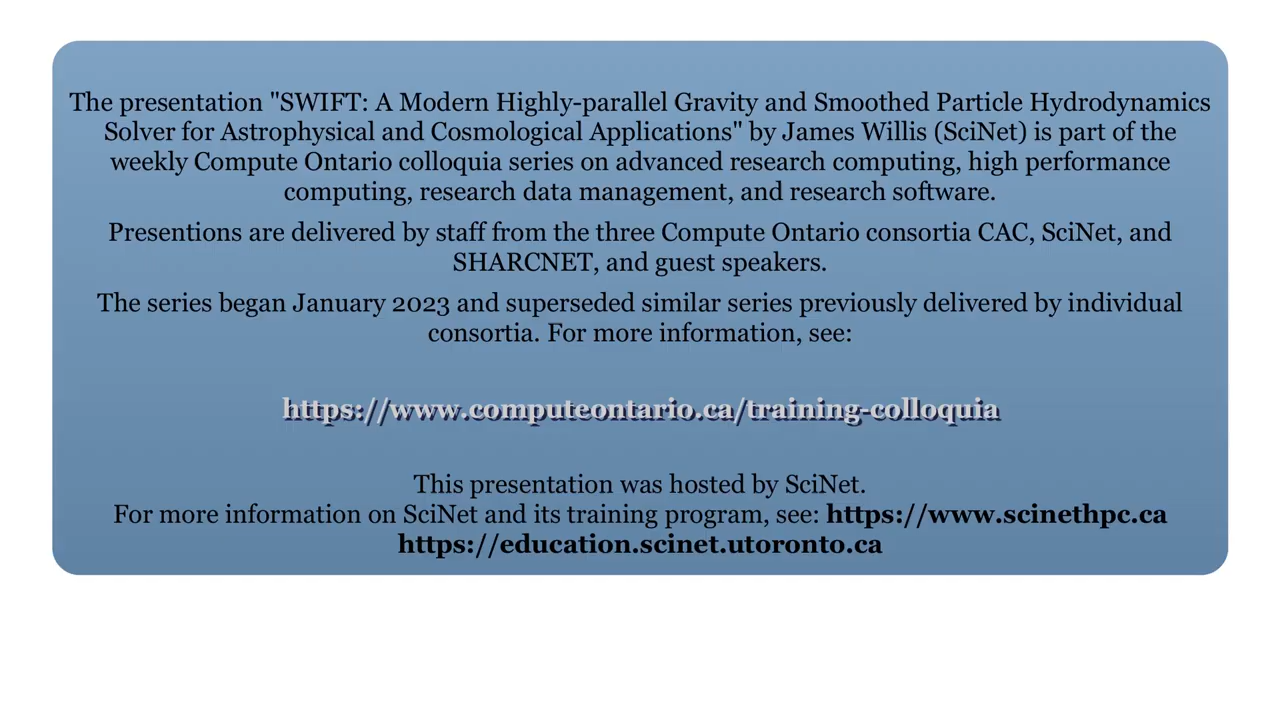 The presentation "SWIFT: A Modern Highly-parallel Gravity and Smoothed Particle Hydrodynamics
Solver for Astrophysical and Cosmological Applications" by James Willis (SciNet) is part of the
weekly Compute Ontario colloquia series on advanced research computing, high performance
computing, research data management, and research software.
Presentions are delivered by staff from the three Compute Ontario consortia CAC, SciNet, and
SHARCNET, and guest speakers.
The series began January 2023 and superseded similar series previously delivered by individual
consortia. For more information, see:
https://www.computeontario.ca/training-colloquia
This presentation was hosted by SciNet.
For more information on SciNet and its training program, see: https://www.scinethpc.ca
https://education.scinet.utoronto.ca